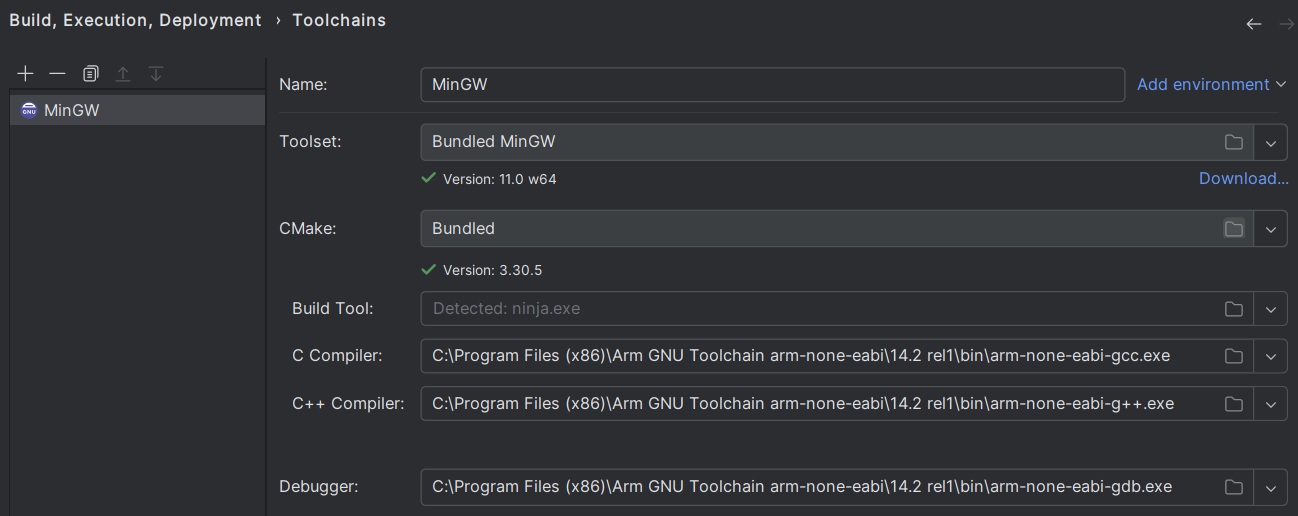 Build, Execution, Deployment › Toolchains
GNU MinGW
Name: MinGW Add environment
Toolset: Bundled MinGW
Version: 11.0 w64 Download...
CMake: Bundled
Version: 3.30.5
Build Tool: Detected: ninja.exe
C Compiler: C:\Program Files (x86)\Arm GNU Toolchain arm-none-eabi\14.2 rel1\bin\arm-none-eabi-gcc.exe
C++ Compiler: C:\Program Files (x86)\Arm GNU Toolchain arm-none-eabi\14.2 rel1\bin\arm-none-eabi-g++.exe
Debugger: C:\Program Files (x86)\Arm GNU Toolchain arm-none-eabi\14.2 rel1\bin\arm-none-eabi-gdb.exe